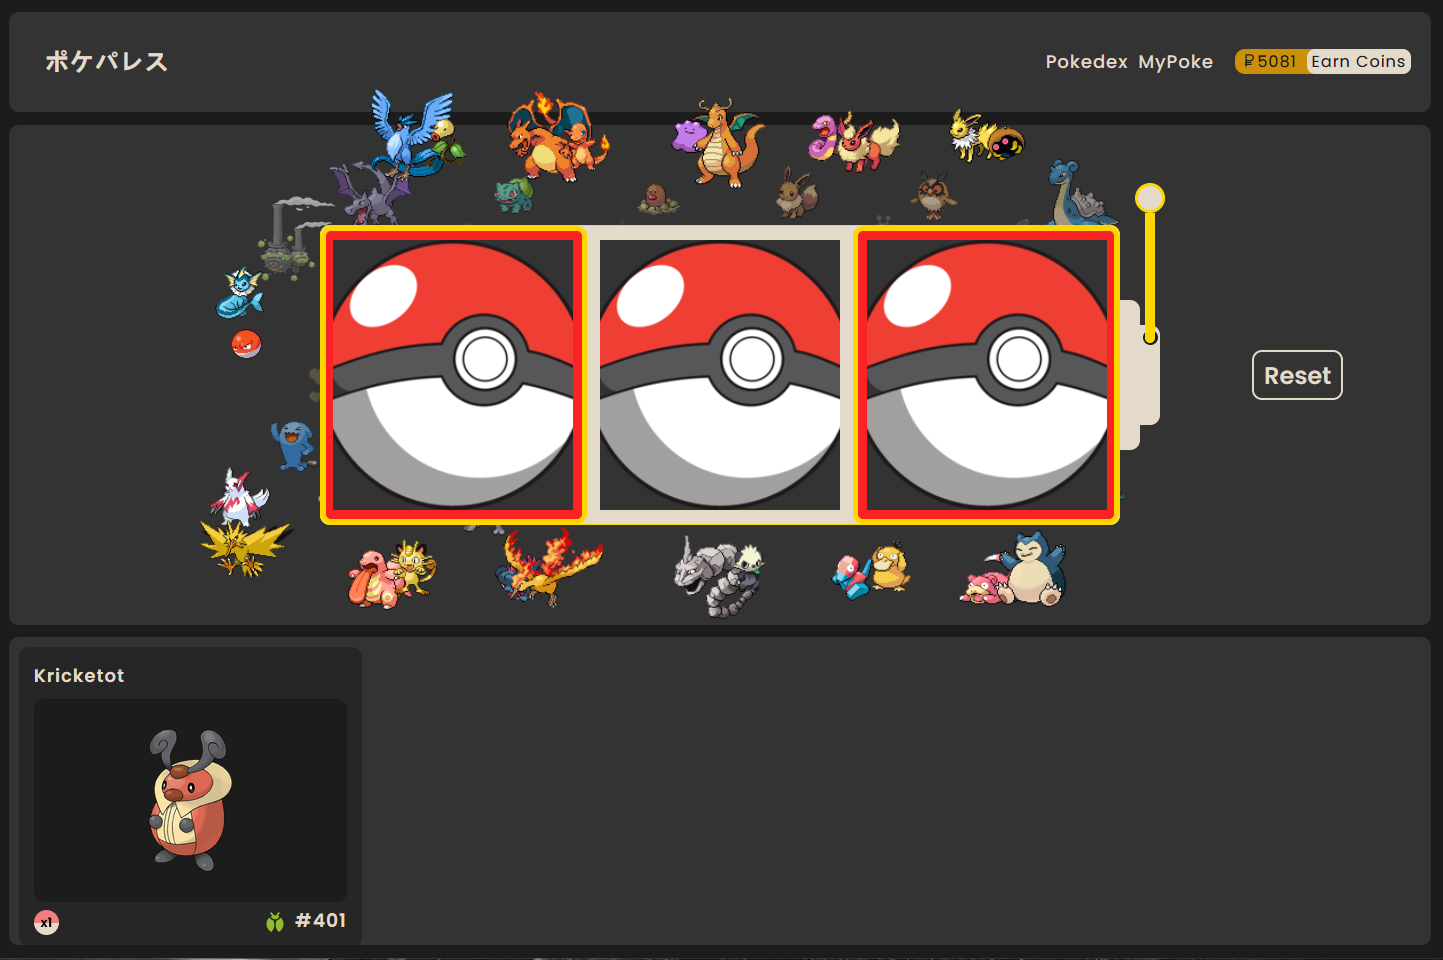 ポケパレス
Pokedex MyPoke ₽5081 Earn Coins
Reset
Kricketot
x1 #401